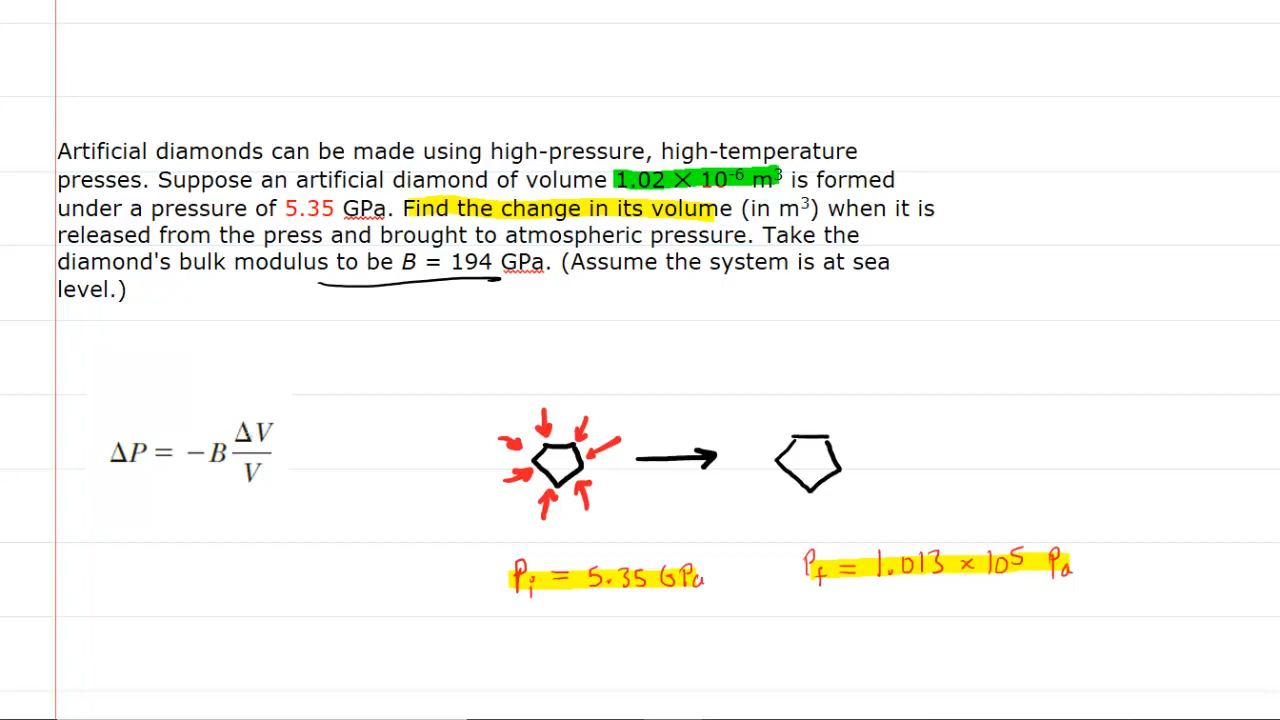 Artificial diamonds can be made using high-pressure, high-temperature
presses. Suppose an artificial diamond of volume 1.02 × 10⁻⁶ m³ is formed
under a pressure of 5.35 GPa. Find the change in its volume (in m³) when it is
released from the press and brought to atmospheric pressure. Take the
diamond's bulk modulus to be B = 194 GPa. (Assume the system is at sea
level.)
ΔP = −B ΔV/V
Pi = 5.35 GPa
Pf = 1.013 × 10⁵ Pa